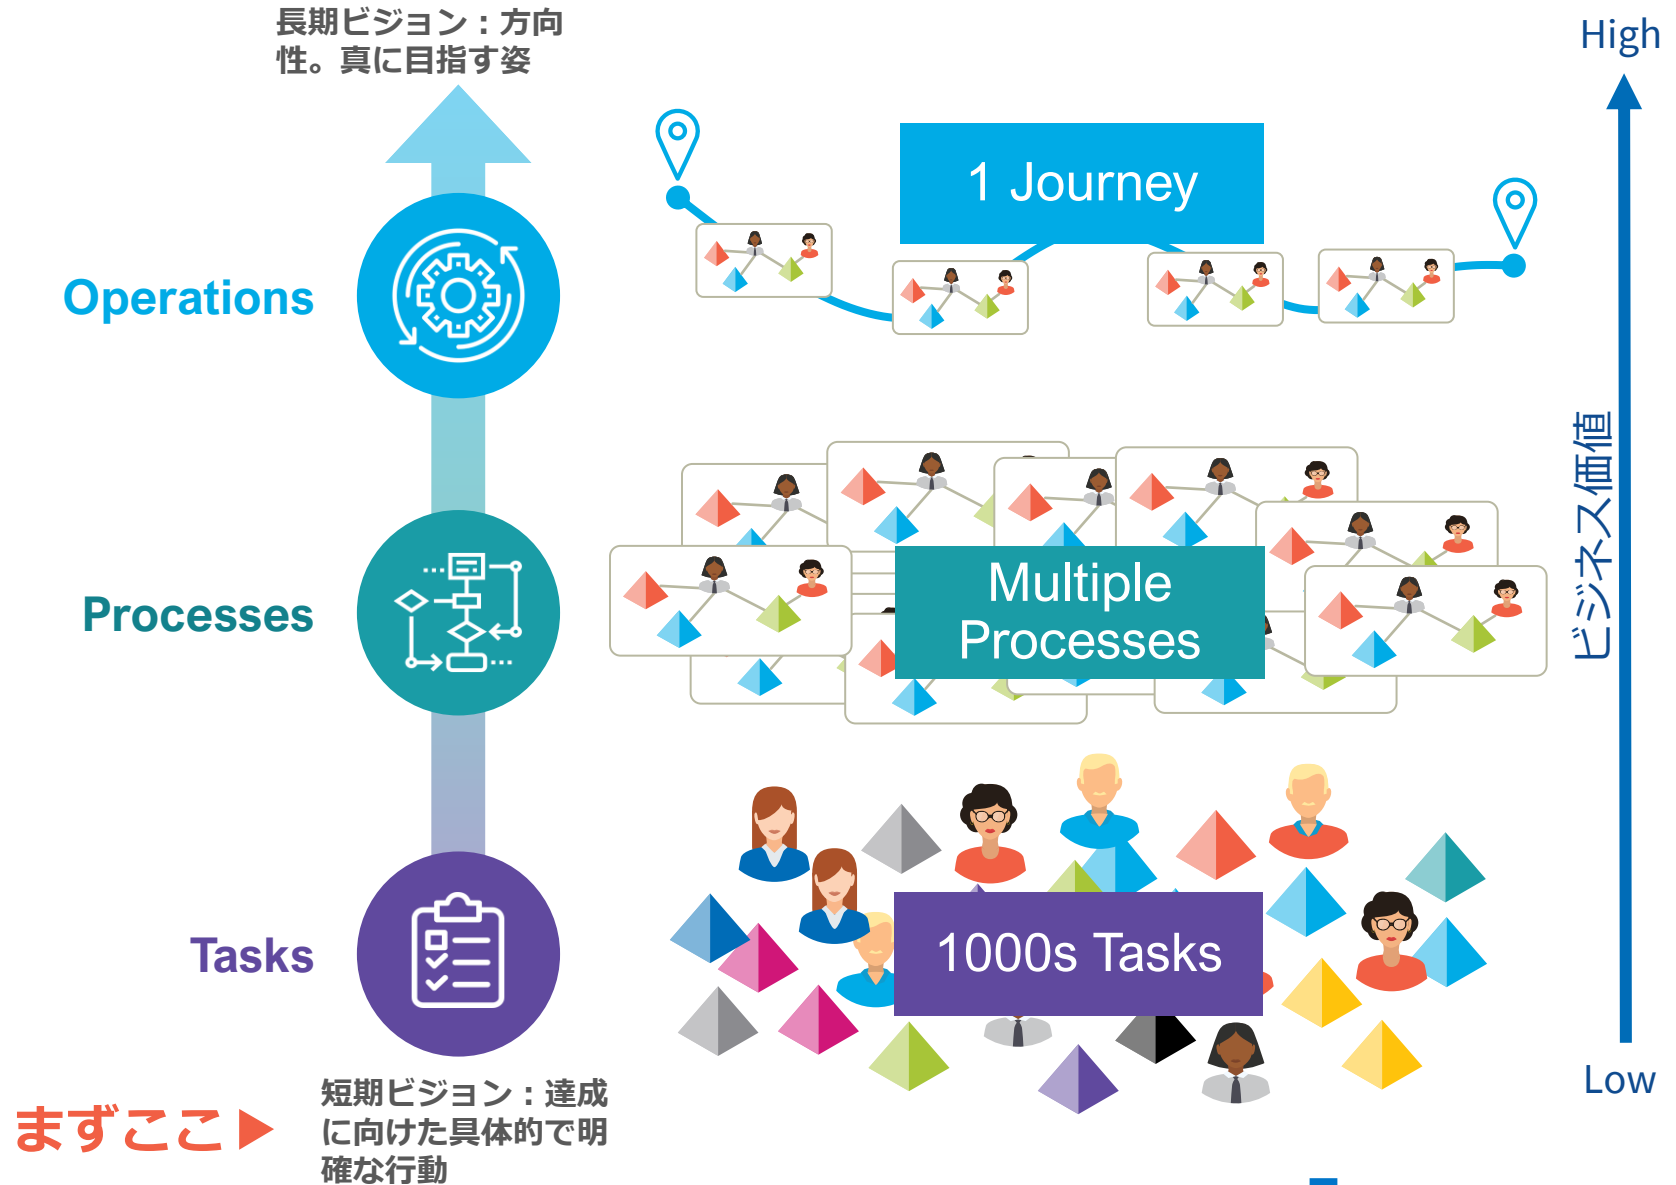 長期ビジョン：方向
性。真に目指す姿
High
1 Journey
Operations
ビジネス価値
Multiple
Processes
Processes
1000s Tasks
Tasks
Low
短期ビジョン：達成
に向けた具体的で明
確な行動
まずここ